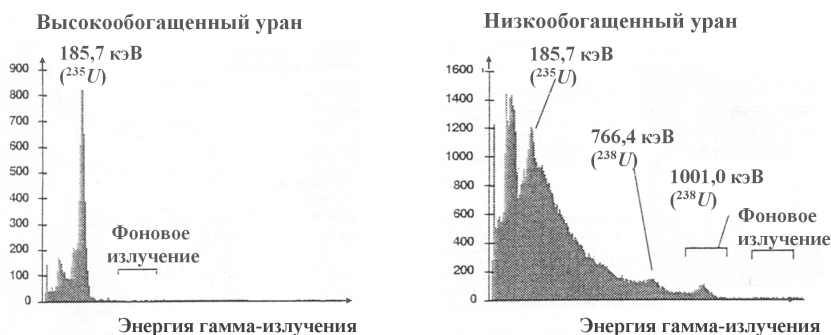 Высокообогащенный уран
185,7 кэВ
(²³⁵U)
900
800
700
600
500
400
300
200
100
0
Фоновое
излучение
Энергия гамма-излучения
Низкообогащенный уран
185,7 кэВ
(²³⁵U)
1600
1400
1200
1000
800
600
400
200
0
766,4 кэВ
(²³⁸U)
1001,0 кэВ
(²³⁸U)
Фоновое
излучение
Энергия гамма-излучения